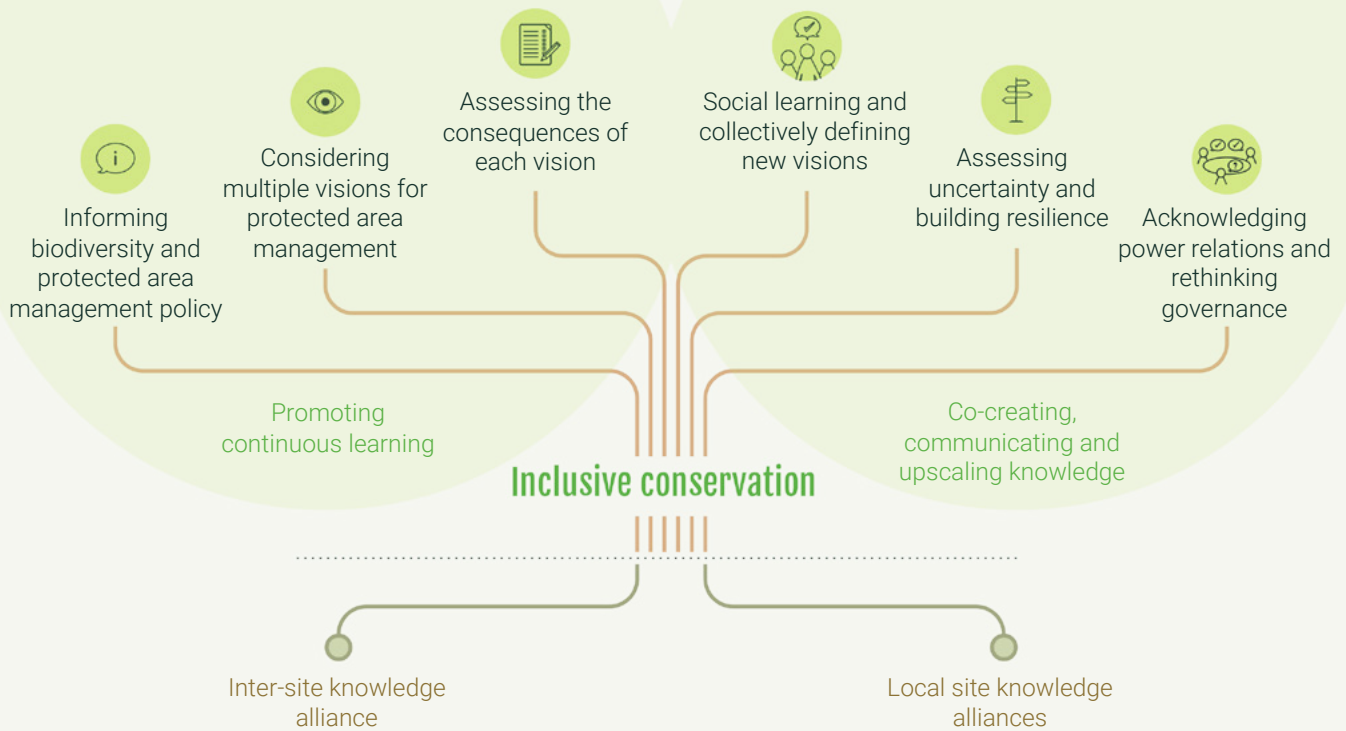 Informing
biodiversity and
protected area
management policy
Considering
multiple visions for
protected area
management
Assessing the
consequences of
each vision
Social learning and
collectively defining
new visions
Assessing
uncertainty and
building resilience
Acknowledging
power relations and
rethinking
governance
Promoting
continuous learning
Co-creating,
communicating and
upscaling knowledge
Inclusive conservation
Inter-site knowledge
alliance
Local site knowledge
alliances